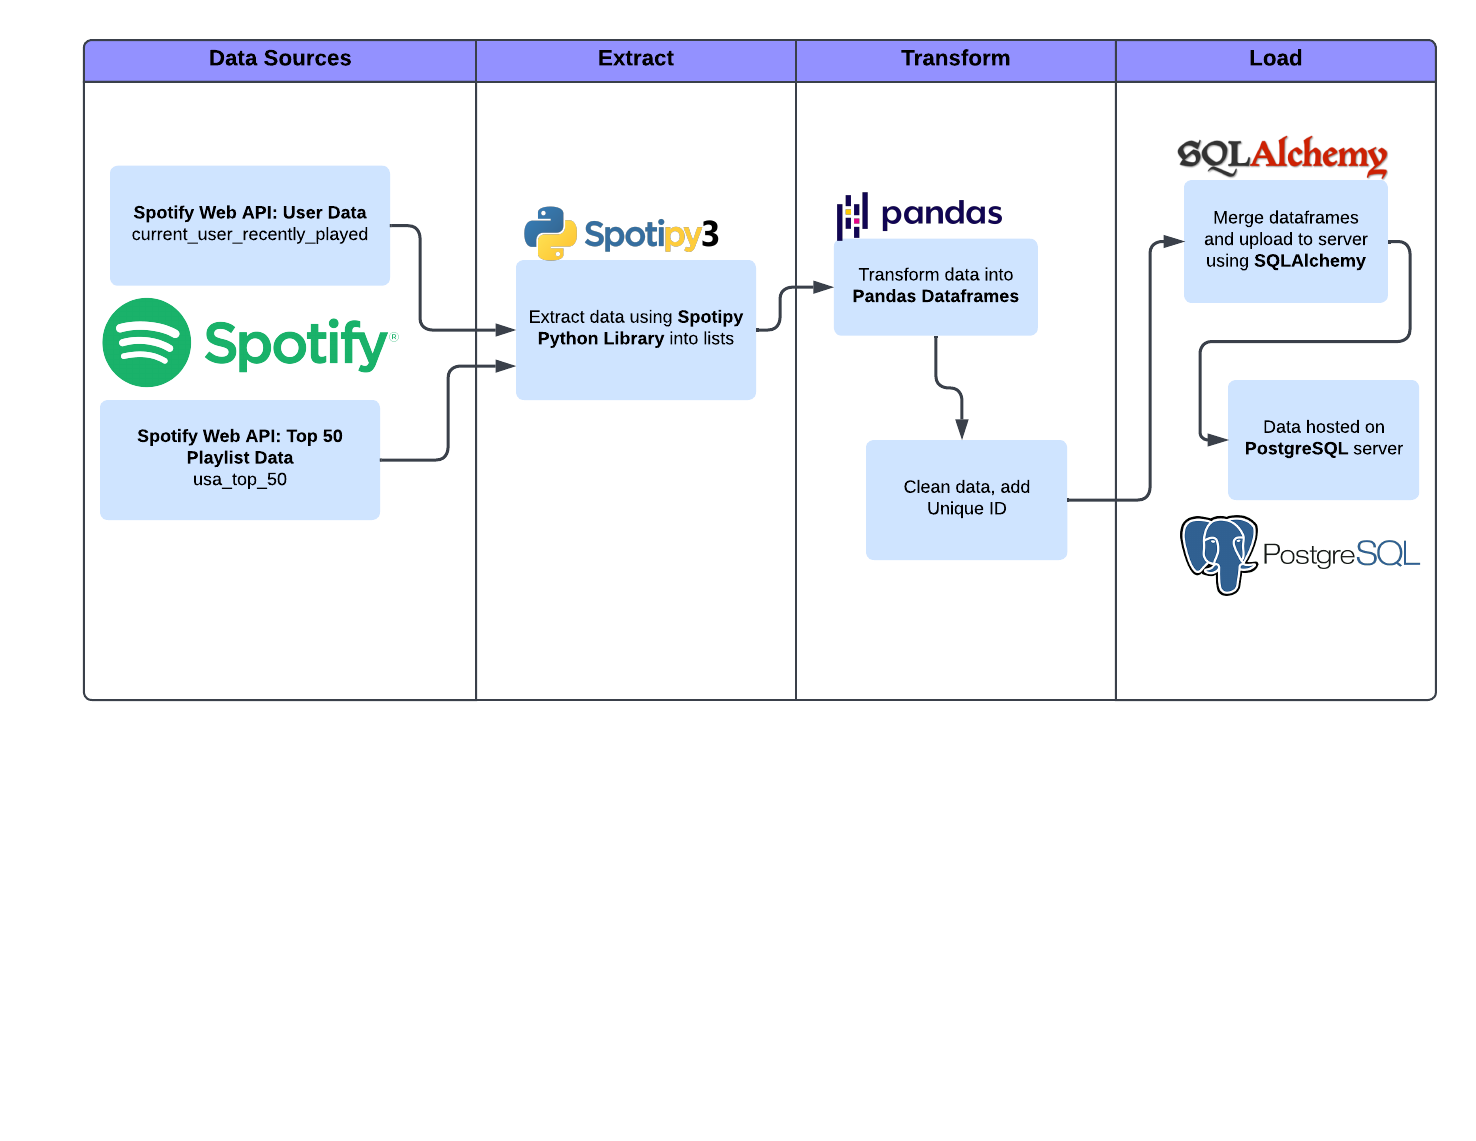 Data Sources
Extract
Transform
Load
Spotify Web API: User Data
current_user_recently_played
Spotify®
Spotify Web API: Top 50
Playlist Data
usa_top_50
Spotipy3
Extract data using Spotipy
Python Library into lists
pandas
Transform data into
Pandas Dataframes
Clean data, add
Unique ID
SQLAlchemy
Merge dataframes
and upload to server
using SQLAlchemy
Data hosted on
PostgreSQL server
PostgreSQL